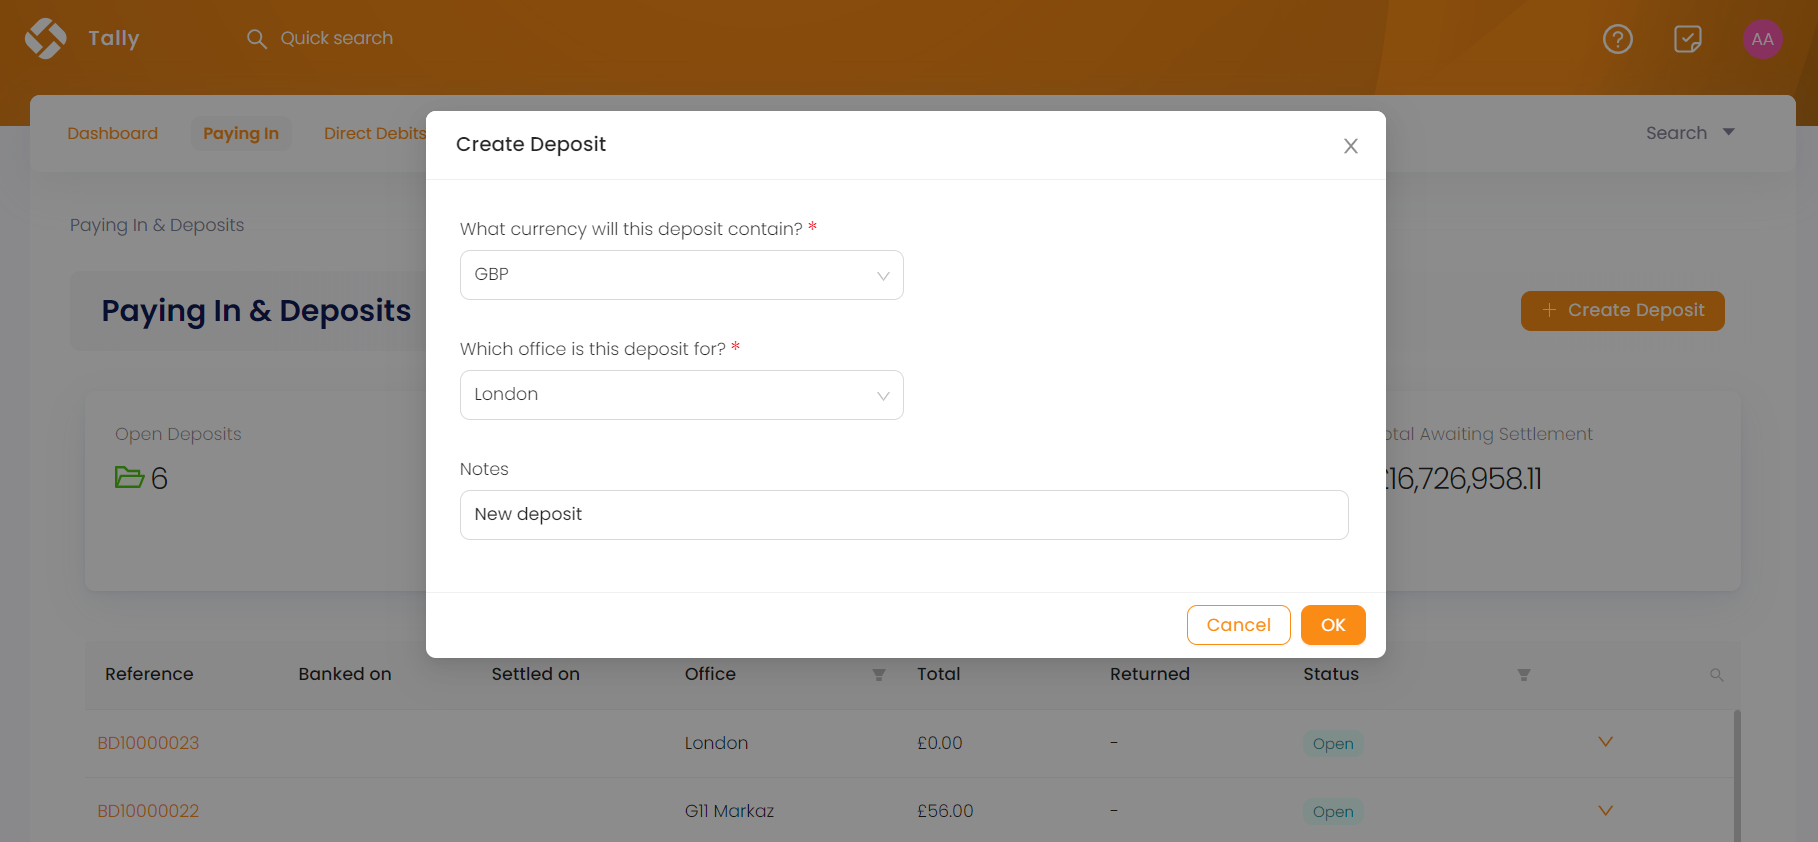 Tally
Quick search
AA
Dashboard
Paying In
Direct Debits
Search
Create Deposit
Paying In & Deposits
What currency will this deposit contain? *
GBP
Paying In & Deposits
+ Create Deposit
Which office is this deposit for? *
London
Open Deposits
6
Awaiting Settlement
16,726,958.11
Notes
New deposit
Cancel
OK
Reference Banked on Settled on Office Total Returned Status
BD10000023 London £0.00 - Open
BD10000022 G11 Markaz £56.00 - Open